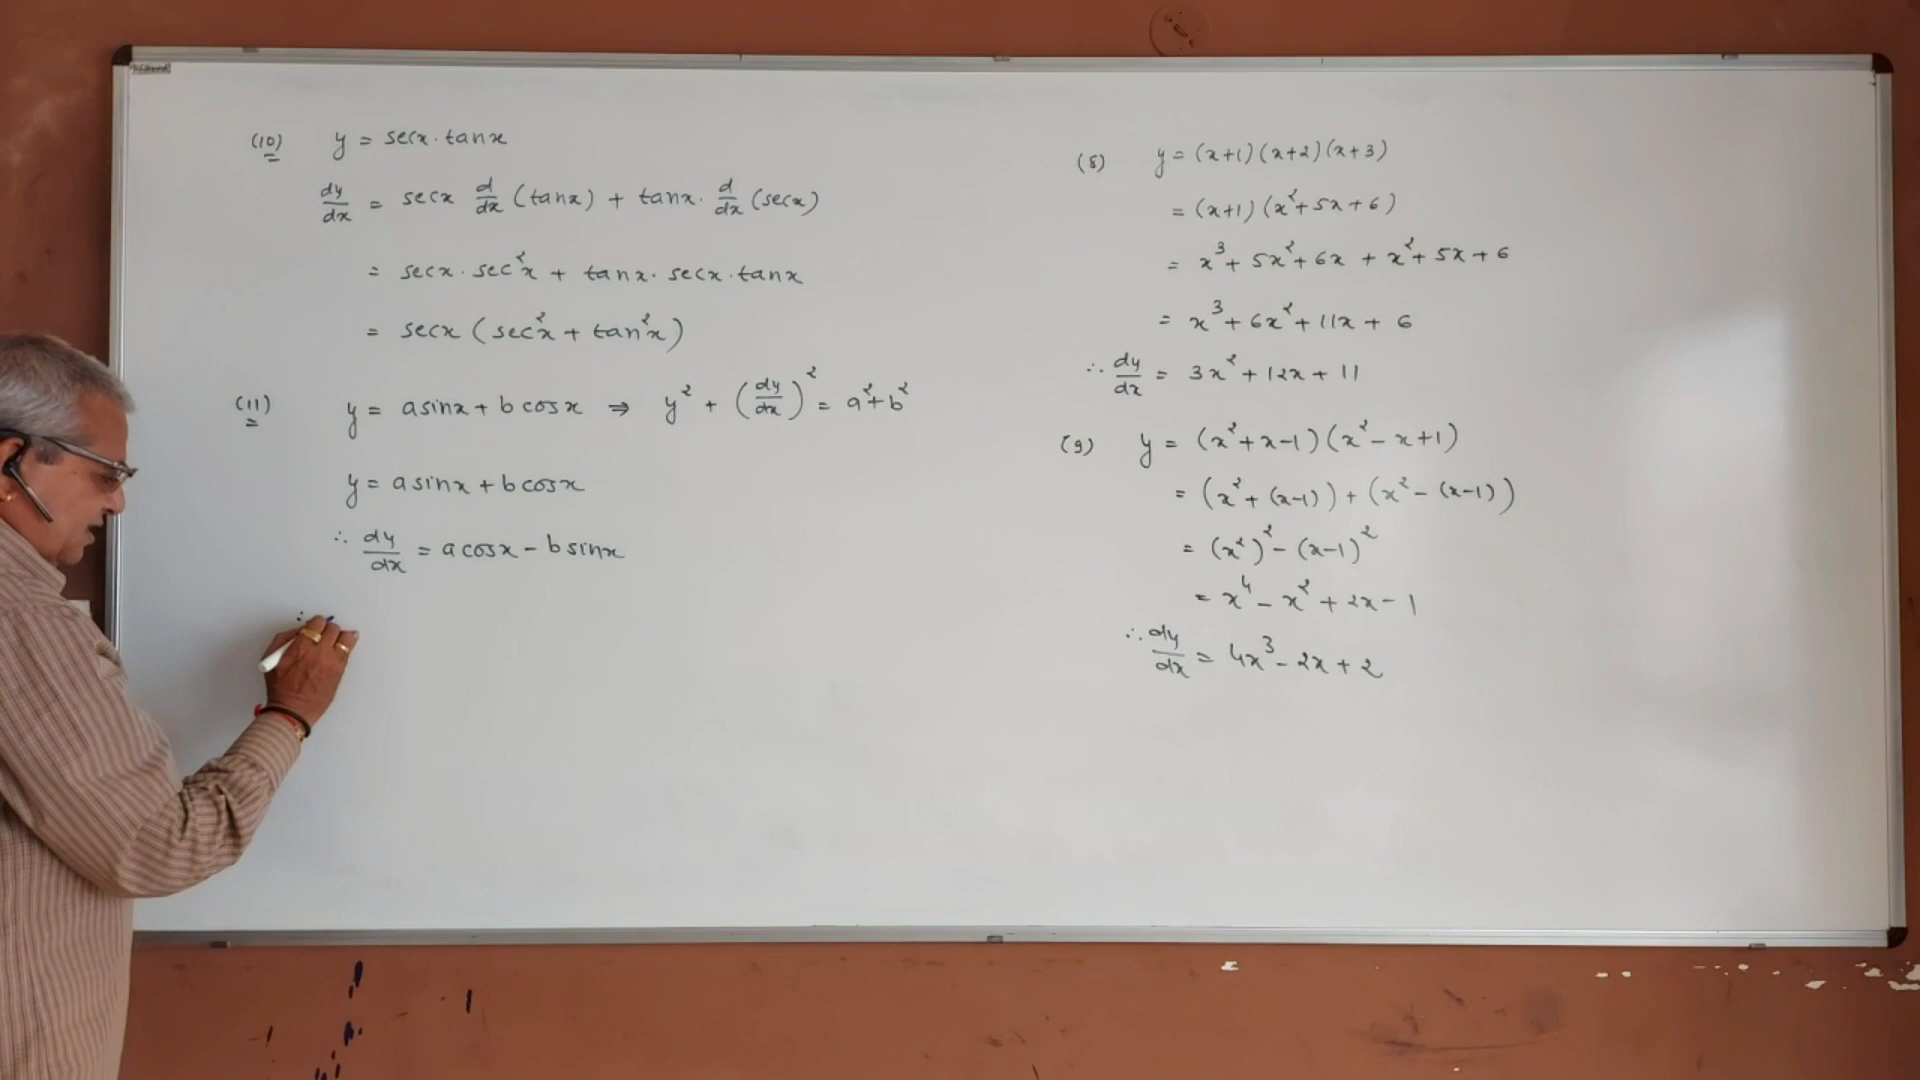 (10) y = secx·tanx
dy/dx = secx d/dx (tanx) + tanx· d/dx (secx)
= secx·sec²x + tanx·secx·tanx
= secx (sec²x + tan²x)
(11) y = asinx + bcosx ⇒ y² + (dy/dx)² = a²+b²
y = asinx + bcosx
∴ dy/dx = acosx − bsinx
∴
(8) y = (x+1)(x+2)(x+3)
= (x+1)(x²+5x+6)
= x³+5x²+6x + x²+5x+6
= x³+6x²+11x+6
∴ dy/dx = 3x²+12x+11
(9) y = (x²+x−1)(x²−x+1)
= (x²+(x−1))+(x²−(x−1))
= (x²)²−(x−1)²
= x⁴−x²+2x−1
∴ dy/dx = 4x³−2x+2